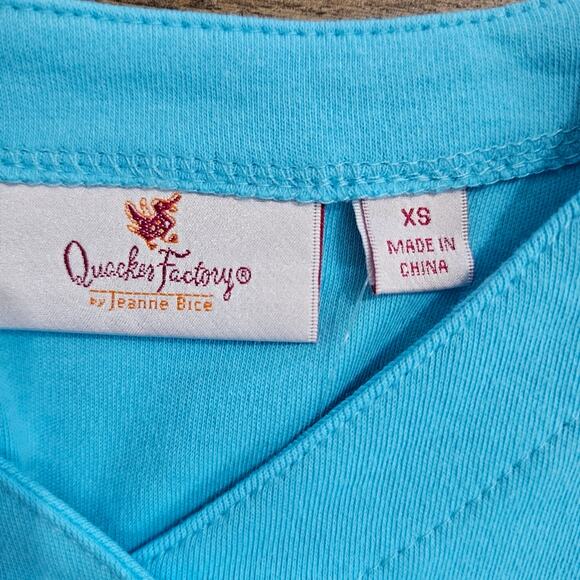 Quacker Factory®
by Jeanne Bice
XS
MADE IN
CHINA